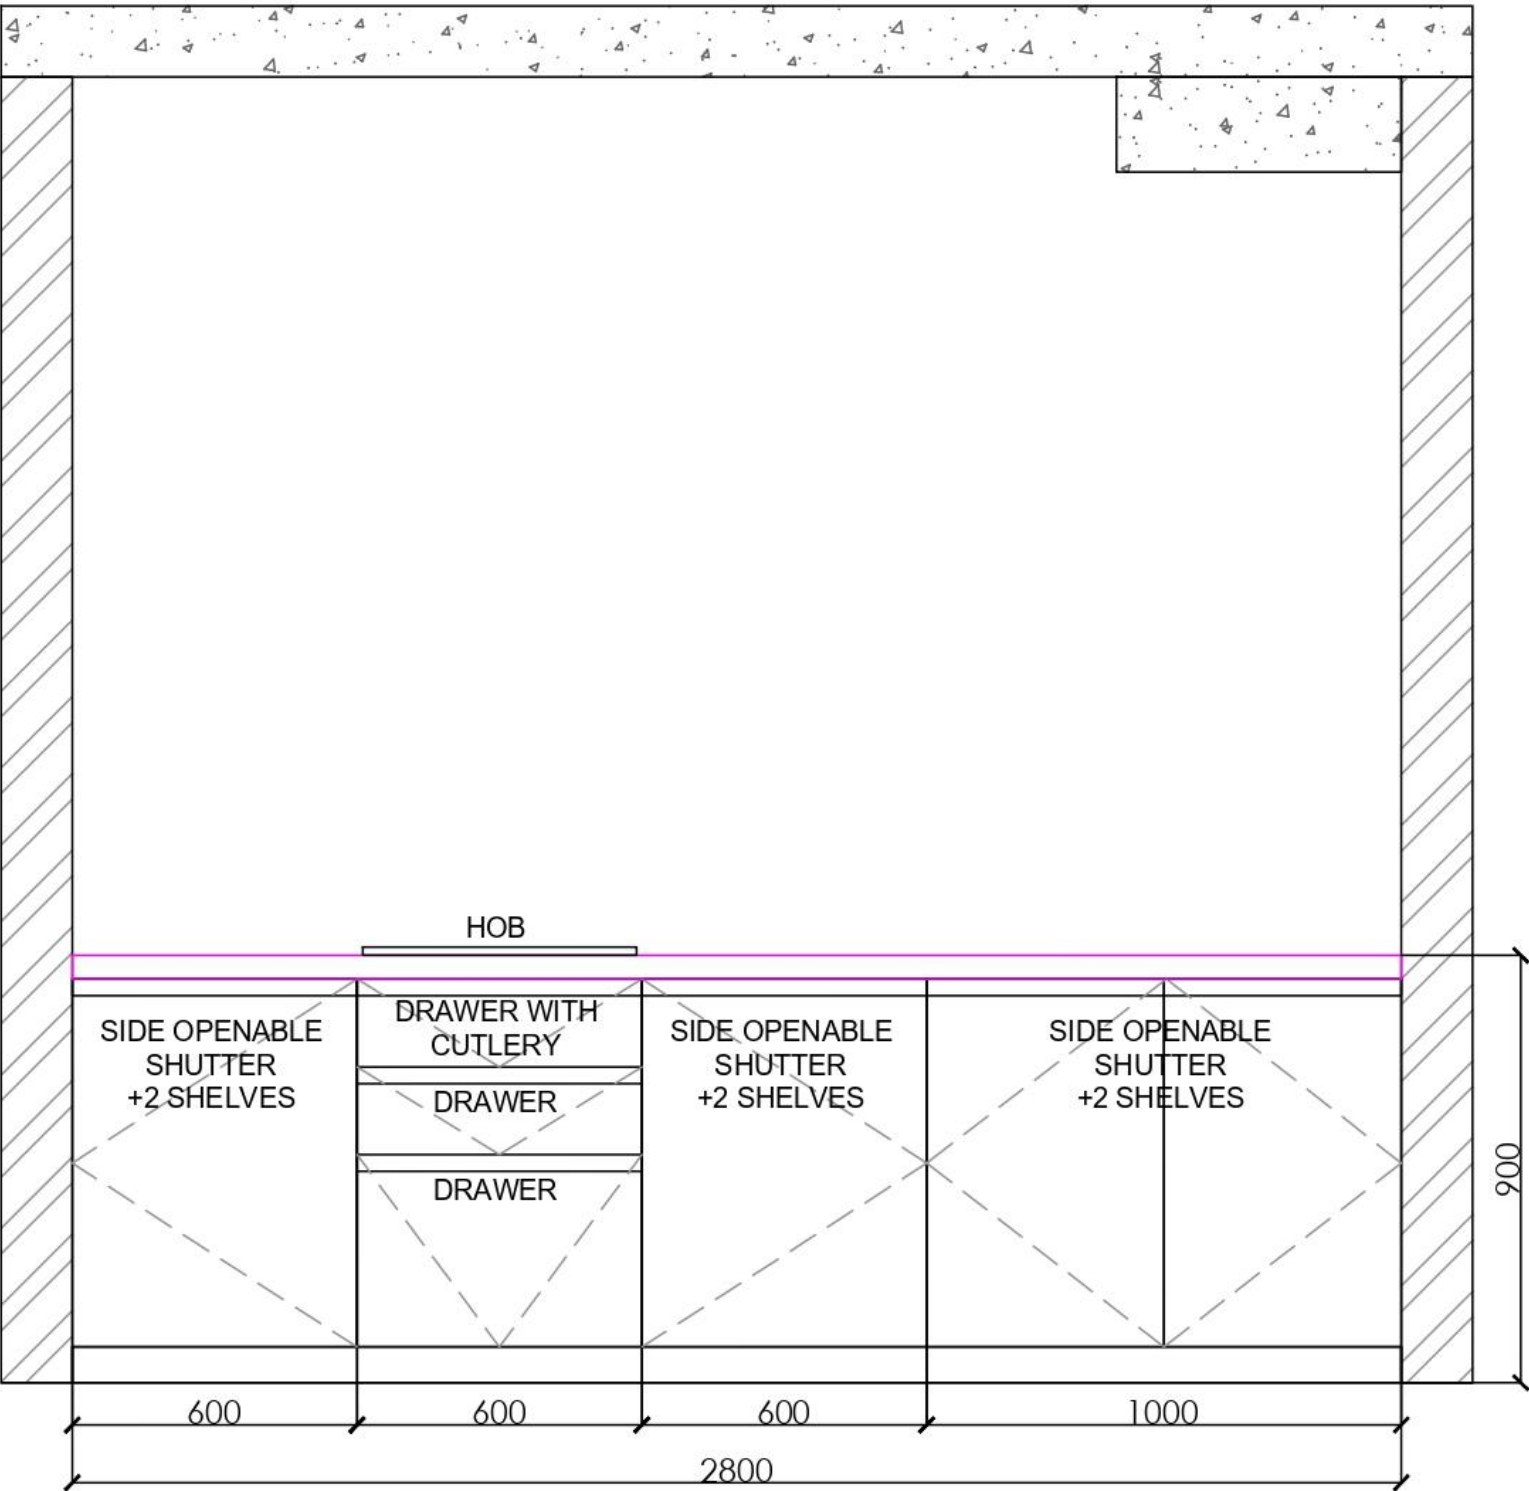 HOB
SIDE OPENABLE
SHUTTER
+2 SHELVES
DRAWER WITH
CUTLERY
DRAWER
DRAWER
SIDE OPENABLE
SHUTTER
+2 SHELVES
SIDE OPENABLE
SHUTTER
+2 SHELVES
900
600
600
600
1000
2800